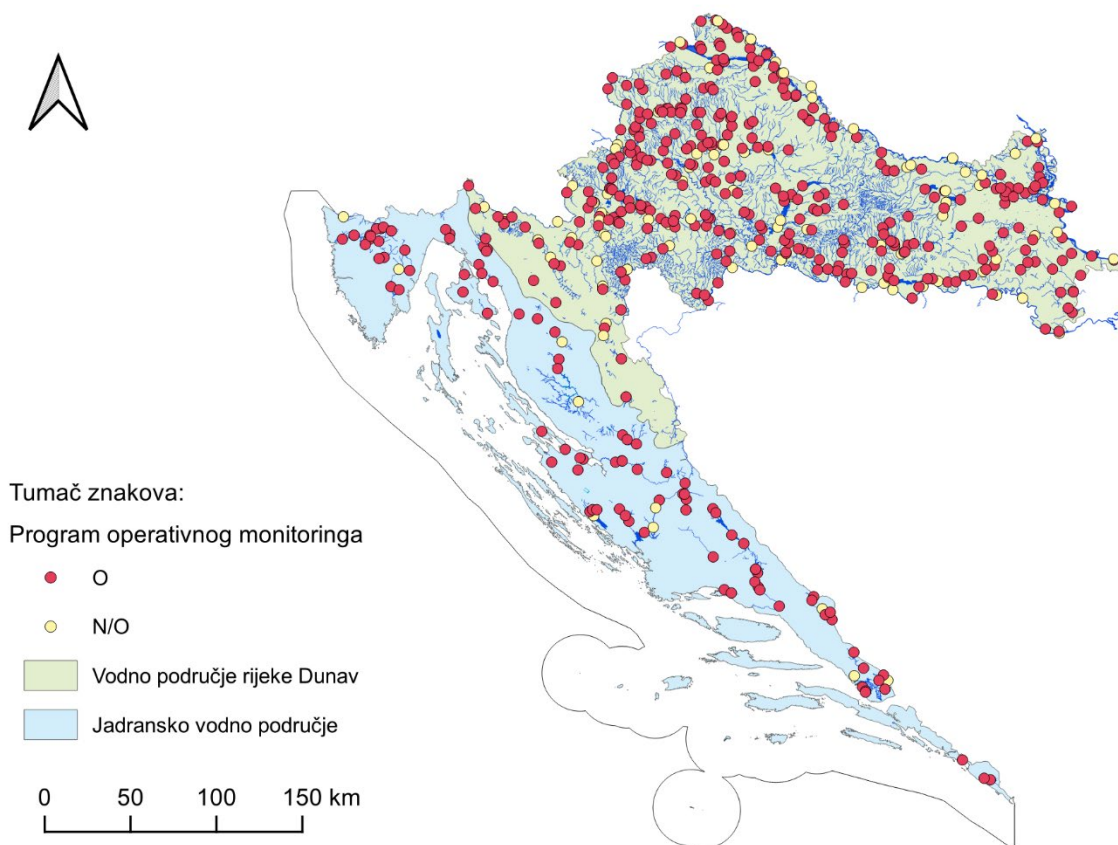 Tumač znakova:
Program operativnog monitoringa
O
N/O
Vodno područje rijeke Dunav
Jadransko vodno područje
0 50 100 150 km